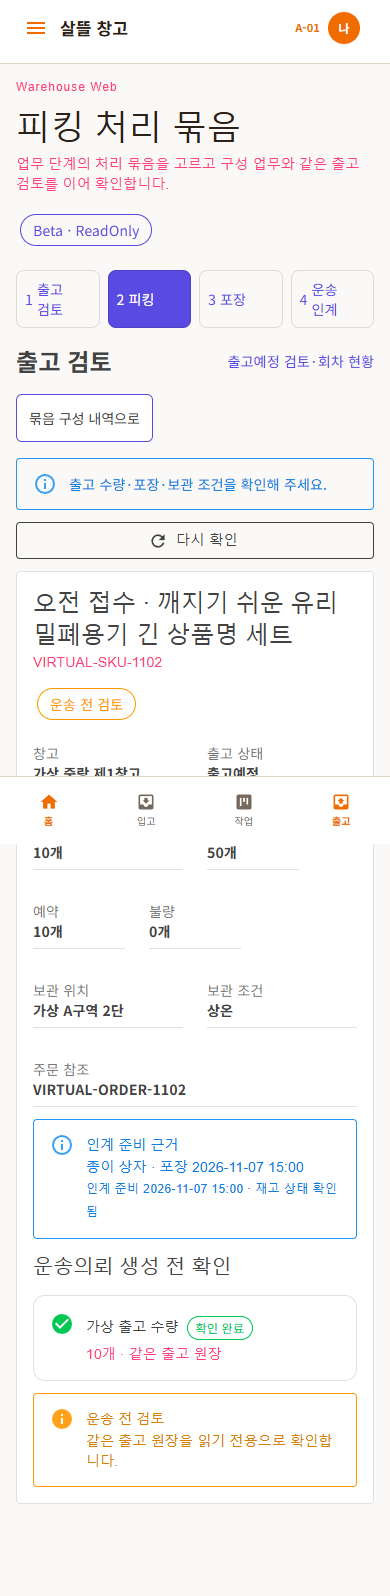 살뜰 창고
A-01
나
Warehouse Web
피킹 처리 묶음
업무 단계의 처리 묶음을 고르고 구성 업무와 같은 출고
검토를 이어 확인합니다.
Beta · ReadOnly
1 출고
검토
2 피킹
3 포장
4 운송
인계
출고 검토
출고예정 검토·회차 현황
묶음 구성 내역으로
출고 수량·포장·보관 조건을 확인해 주세요.
다시 확인
오전 접수 · 깨지기 쉬운 유리
밀폐용기 긴 상품명 세트
VIRTUAL-SKU-1102
운송 전 검토
창고
출고 상태
가상 중랑 제1창고
출고예정
홈
입고
작업
출고
10개
50개
예약
불량
10개
0개
보관 위치
보관 조건
가상 A구역 2단
상온
주문 참조
VIRTUAL-ORDER-1102
인계 준비 근거
종이 상자 · 포장 2026-11-07 15:00
인계 준비 2026-11-07 15:00 · 재고 상태 확인
됨
운송의뢰 생성 전 확인
가상 출고 수량
확인 완료
10개 · 같은 출고 원장
운송 전 검토
같은 출고 원장을 읽기 전용으로 확인합
니다.